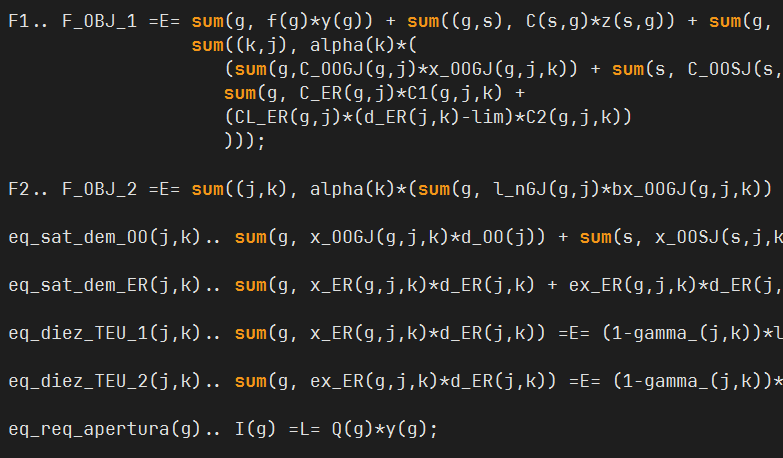 F1.. F_OBJ_1 =E= sum(g, f(g)*y(g)) + sum((g,s), C(s,g)*z(s,g)) + sum(g,
sum((k,j), alpha(k)*(
(sum(g,C_OOGJ(g,j)*x_OOGJ(g,j,k)) + sum(s, C_OOSJ(s,
sum(g, C_ER(g,j)*C1(g,j,k) +
(CL_ER(g,j)*(d_ER(j,k)-lim)*C2(g,j,k))
)));
F2.. F_OBJ_2 =E= sum((j,k), alpha(k)*(sum(g, l_nGJ(g,j)*bx_OOGJ(g,j,k))
eq_sat_dem_OO(j,k).. sum(g, x_OOGJ(g,j,k)*d_OO(j)) + sum(s, x_OOSJ(s,j,k
eq_sat_dem_ER(j,k).. sum(g, x_ER(g,j,k)*d_ER(j,k) + ex_ER(g,j,k)*d_ER(j,
eq_diez_TEU_1(j,k).. sum(g, x_ER(g,j,k)*d_ER(j,k)) =E= (1-gamma_(j,k))*l
eq_diez_TEU_2(j,k).. sum(g, ex_ER(g,j,k)*d_ER(j,k)) =E= (1-gamma_(j,k))*
eq_req_apertura(g).. I(g) =L= Q(g)*y(g);